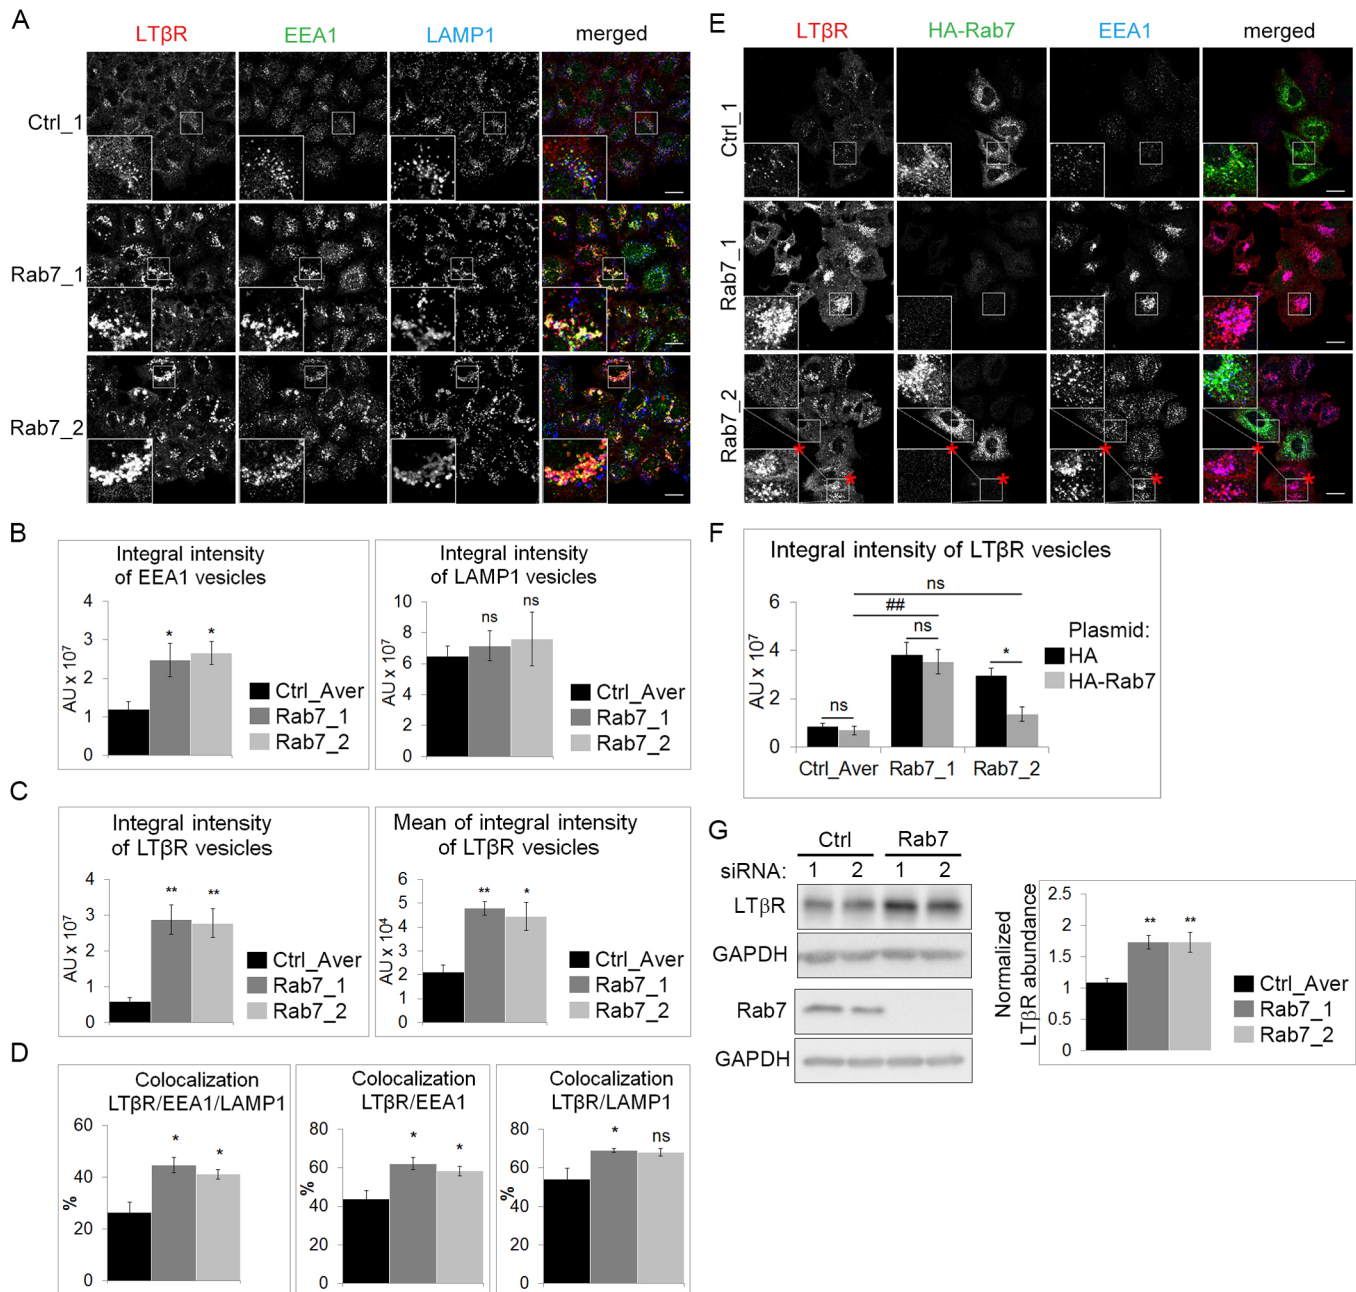 A
LTβR EEA1 LAMP1 merged
Ctrl_1
Rab7_1
Rab7_2
B
Integral intensity
of EEA1 vesicles
AU x 10⁷
4
3
2
1
0
* *
Ctrl_Aver
Rab7_1
Rab7_2
Integral intensity
of LAMP1 vesicles
AU x 10⁷
10
8
6
4
2
0
ns ns
Ctrl_Aver
Rab7_1
Rab7_2
C
Integral intensity
of LTβR vesicles
AU x 10⁷
4
3
2
1
0
** **
Ctrl_Aver
Rab7_1
Rab7_2
Mean of integral intensity
of LTβR vesicles
AU x 10⁴
6
5
4
3
2
1
0
** *
Ctrl_Aver
Rab7_1
Rab7_2
D
Colocalization
LTβR/EEA1/LAMP1
%
60
40
20
0
* *
Colocalization
LTβR/EEA1
%
80
60
40
20
0
* *
Colocalization
LTβR/LAMP1
%
80
60
40
20
0
* ns
E
LTβR HA-Rab7 EEA1 merged
Ctrl_1
Rab7_1
Rab7_2
* * * * * *
F
Integral intensity of LTβR vesicles
AU x 10⁷
6
4
2
0
ns
##
ns ns *
Plasmid:
HA
HA-Rab7
Ctrl_Aver Rab7_1 Rab7_2
G
Ctrl Rab7
siRNA: 1 2 1 2
LTβR
GAPDH
Rab7
GAPDH
Normalized
LTβR abundance
2.5
2
1.5
1
0.5
0
** **
Ctrl_Aver
Rab7_1
Rab7_2